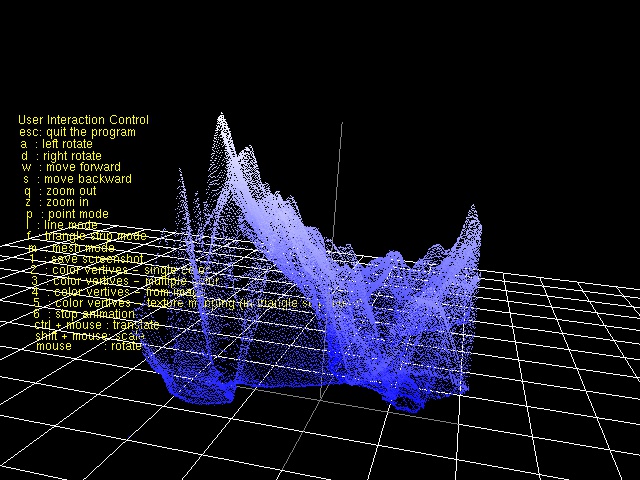 User Interaction Control
esc: quit the program
a : left rotate
d : right rotate
w : move forward
s : move backward
q : zoom out
z : zoom in
p : point mode
l : line mode
t : triangle strip mode
m : mesh mode
1 : save screenshot
2 : color vertives - single color
3 : color vertives - multiple color
4 : color vertives - from image
5 : color vertives - texture mapping (in triangle
6 : stop animation
ctrl + mouse : translate
shift + mouse: scale
mouse : rotate